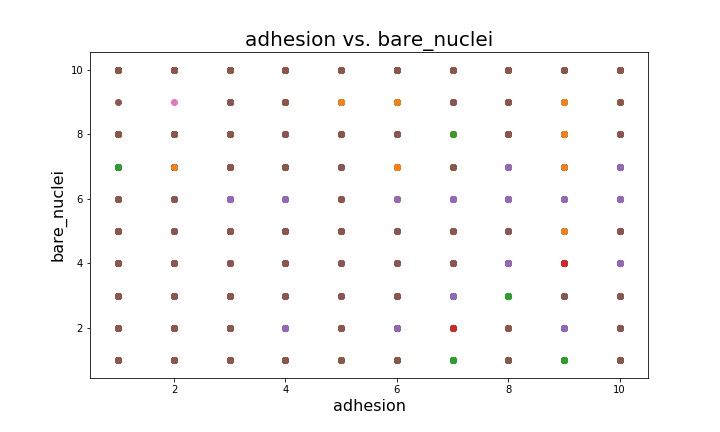 adhesion vs. bare_nuclei
10
8
6
4
2
bare_nuclei
2 4 6 8 10
adhesion